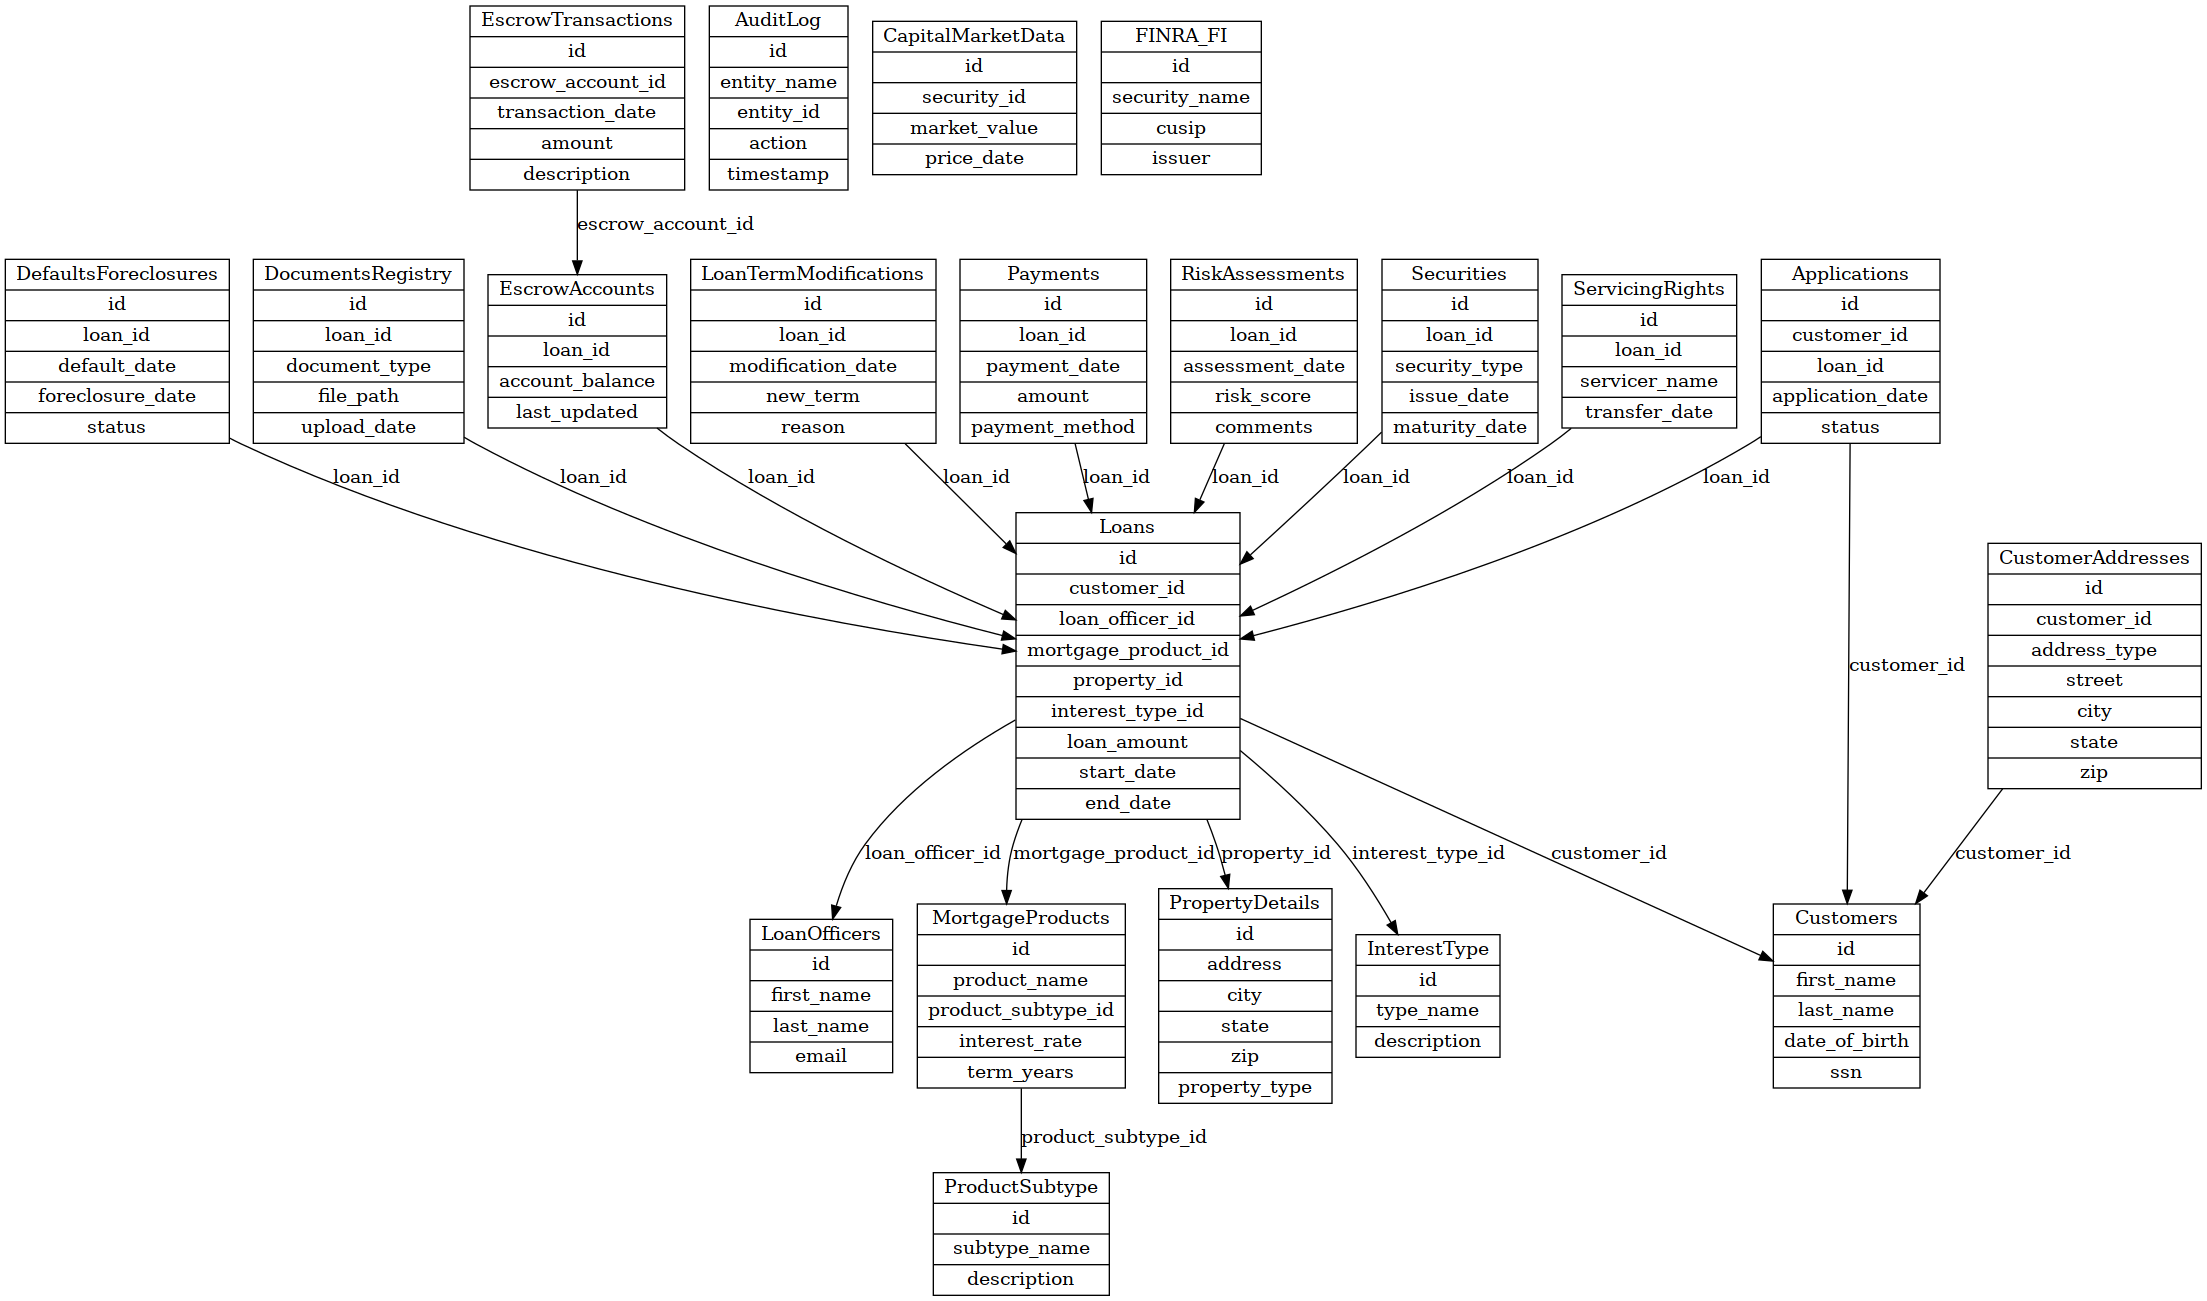 EscrowTransactions
id
escrow_account_id
transaction_date
amount
description
AuditLog
id
entity_name
entity_id
action
timestamp
CapitalMarketData
id
security_id
market_value
price_date
FINRA_FI
id
security_name
cusip
issuer
escrow_account_id
DefaultsForeclosures
id
loan_id
default_date
foreclosure_date
status
DocumentsRegistry
id
loan_id
document_type
file_path
upload_date
EscrowAccounts
id
loan_id
account_balance
last_updated
LoanTermModifications
id
loan_id
modification_date
new_term
reason
Payments
id
loan_id
payment_date
amount
payment_method
RiskAssessments
id
loan_id
assessment_date
risk_score
comments
Securities
id
loan_id
security_type
issue_date
maturity_date
ServicingRights
id
loan_id
servicer_name
transfer_date
Applications
id
customer_id
loan_id
application_date
status
loan_id
loan_id
loan_id
loan_id
loan_id
loan_id
loan_id
loan_id
loan_id
Loans
id
customer_id
loan_officer_id
mortgage_product_id
property_id
interest_type_id
loan_amount
start_date
end_date
customer_id
CustomerAddresses
id
customer_id
address_type
street
city
state
zip
loan_officer_id
mortgage_product_id
property_id
interest_type_id
customer_id
customer_id
LoanOfficers
id
first_name
last_name
email
MortgageProducts
id
product_name
product_subtype_id
interest_rate
term_years
PropertyDetails
id
address
city
state
zip
property_type
InterestType
id
type_name
description
Customers
id
first_name
last_name
date_of_birth
ssn
product_subtype_id
ProductSubtype
id
subtype_name
description